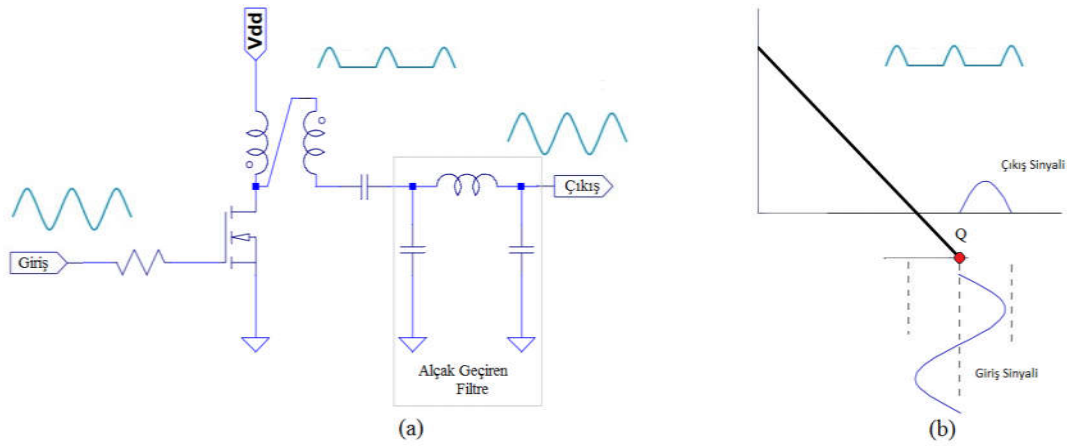 Vdd
Giriş
Çıkış
Alçak Geçiren
Filtre
(a)
Çıkış Sinyali
Q
Giriş Sinyali
(b)